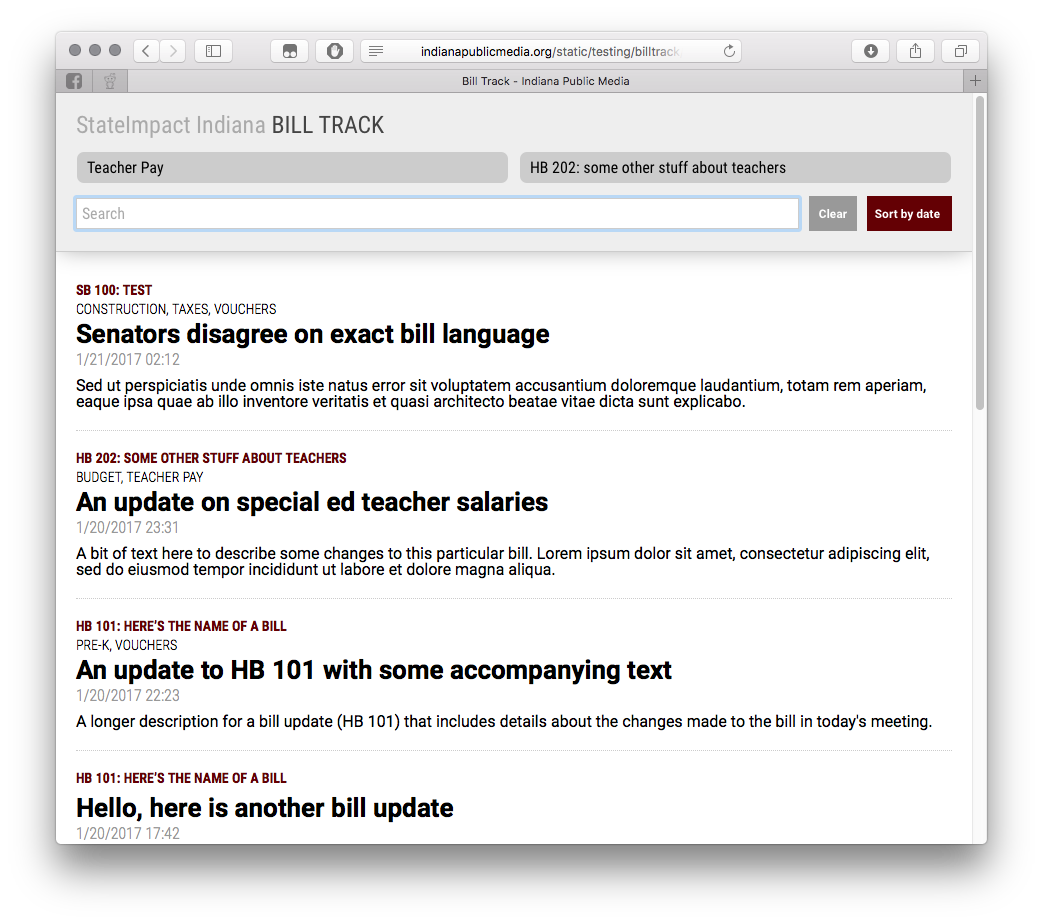 indianapublicmedia.org/static/testing/billtrack
Bill Track - Indiana Public Media
StateImpact Indiana BILL TRACK
Teacher Pay
HB 202: some other stuff about teachers
Search
Clear
Sort by date
SB 100: TEST
CONSTRUCTION, TAXES, VOUCHERS
Senators disagree on exact bill language
1/21/2017 02:12
Sed ut perspiciatis unde omnis iste natus error sit voluptatem accusantium doloremque laudantium, totam rem aperiam,
eaque ipsa quae ab illo inventore veritatis et quasi architecto beatae vitae dicta sunt explicabo.
HB 202: SOME OTHER STUFF ABOUT TEACHERS
BUDGET, TEACHER PAY
An update on special ed teacher salaries
1/20/2017 23:31
A bit of text here to describe some changes to this particular bill. Lorem ipsum dolor sit amet, consectetur adipiscing elit,
sed do eiusmod tempor incididunt ut labore et dolore magna aliqua.
HB 101: HERE'S THE NAME OF A BILL
PRE-K, VOUCHERS
An update to HB 101 with some accompanying text
1/20/2017 22:23
A longer description for a bill update (HB 101) that includes details about the changes made to the bill in today's meeting.
HB 101: HERE'S THE NAME OF A BILL
Hello, here is another bill update
1/20/2017 17:42